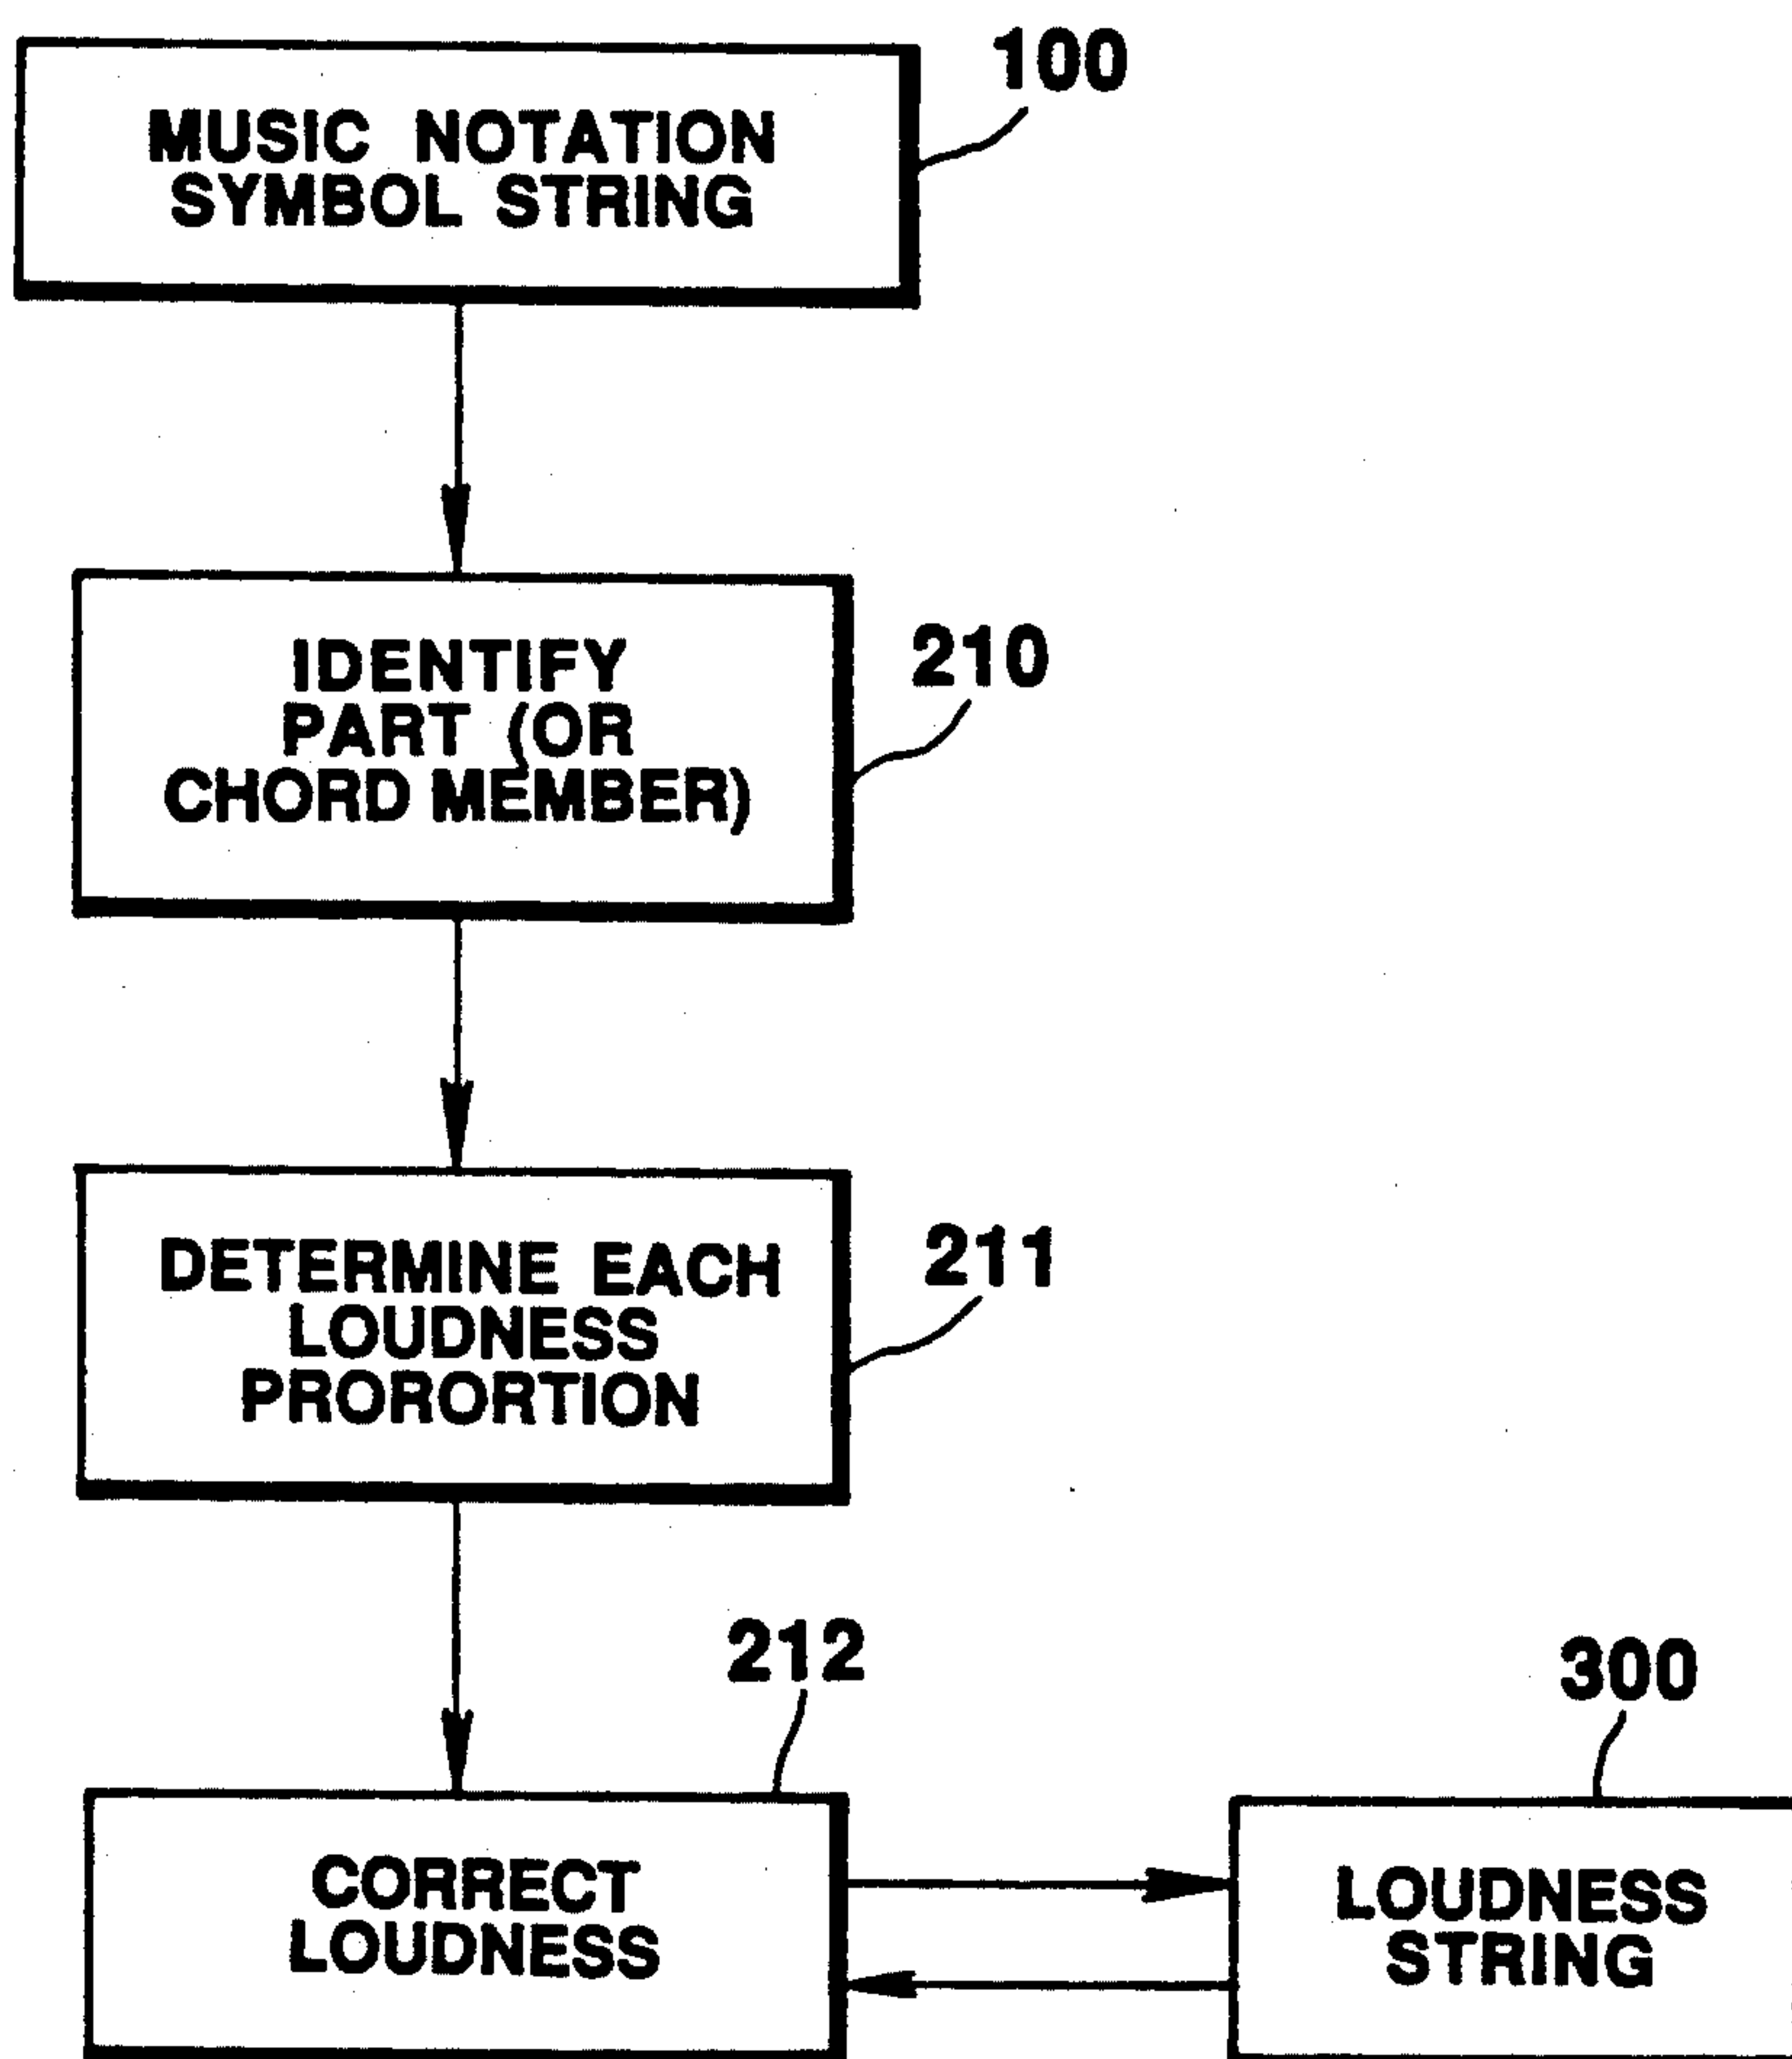 100
MUSIC NOTATION
SYMBOL STRING
210
IDENTIFY
PART (OR
CHORD MEMBER)
211
DETERMINE EACH
LOUDNESS
PRORORTION
212
300
CORRECT
LOUDNESS
LOUDNESS
STRING